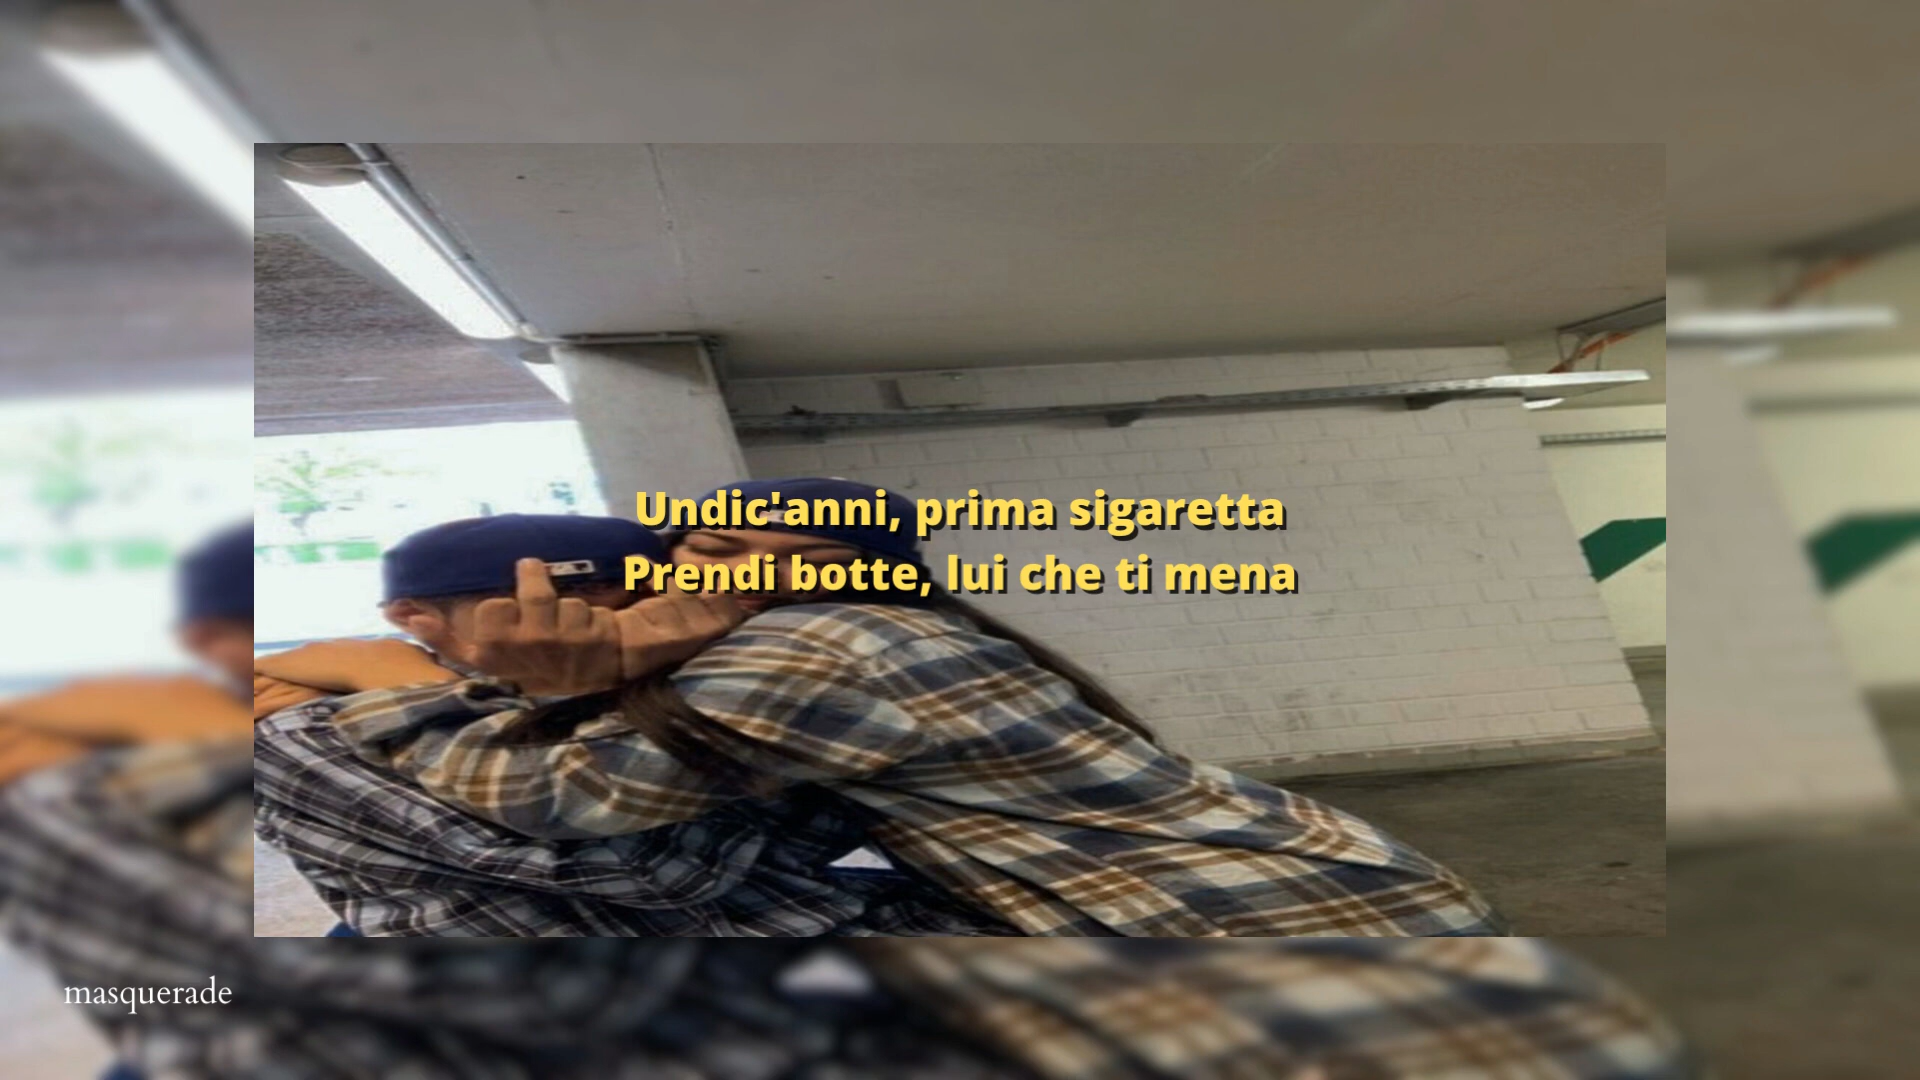 Undic'anni, prima sigaretta
Prendi botte, lui che ti mena
masquerade